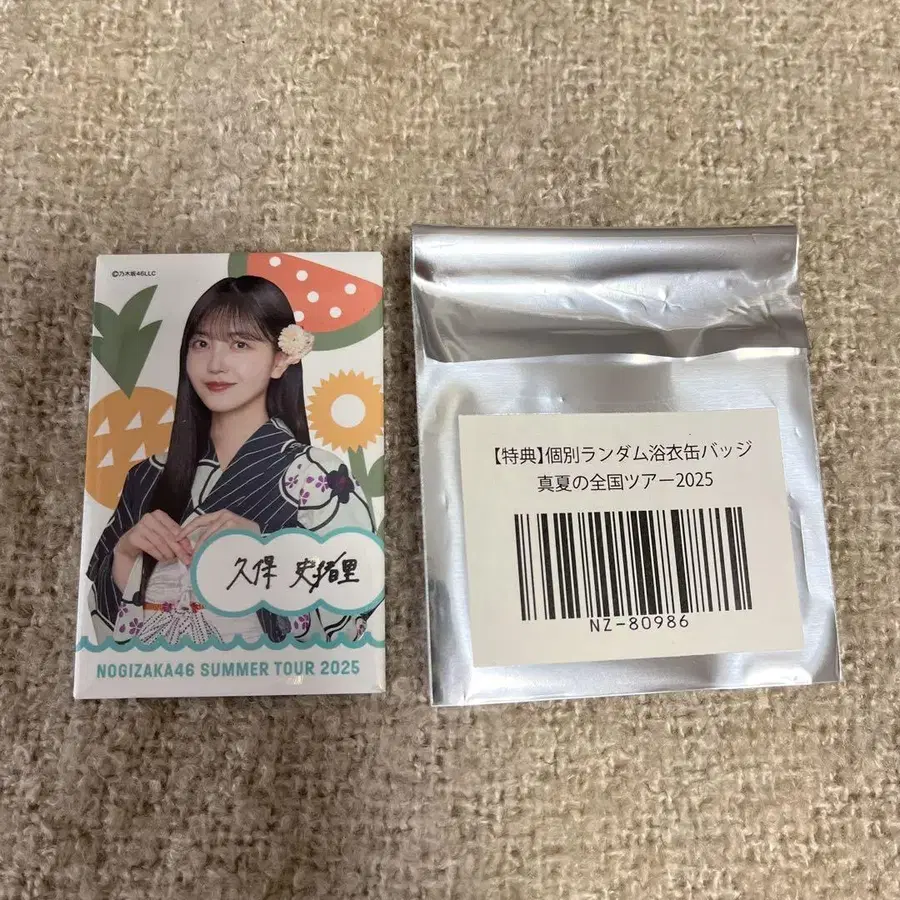 ©乃木坂46LLC
久保 史緒里
NOGIZAKA46 SUMMER TOUR 2025
【特典】個別ランダム浴衣缶バッジ
真夏の全国ツアー2025
NZ-80986